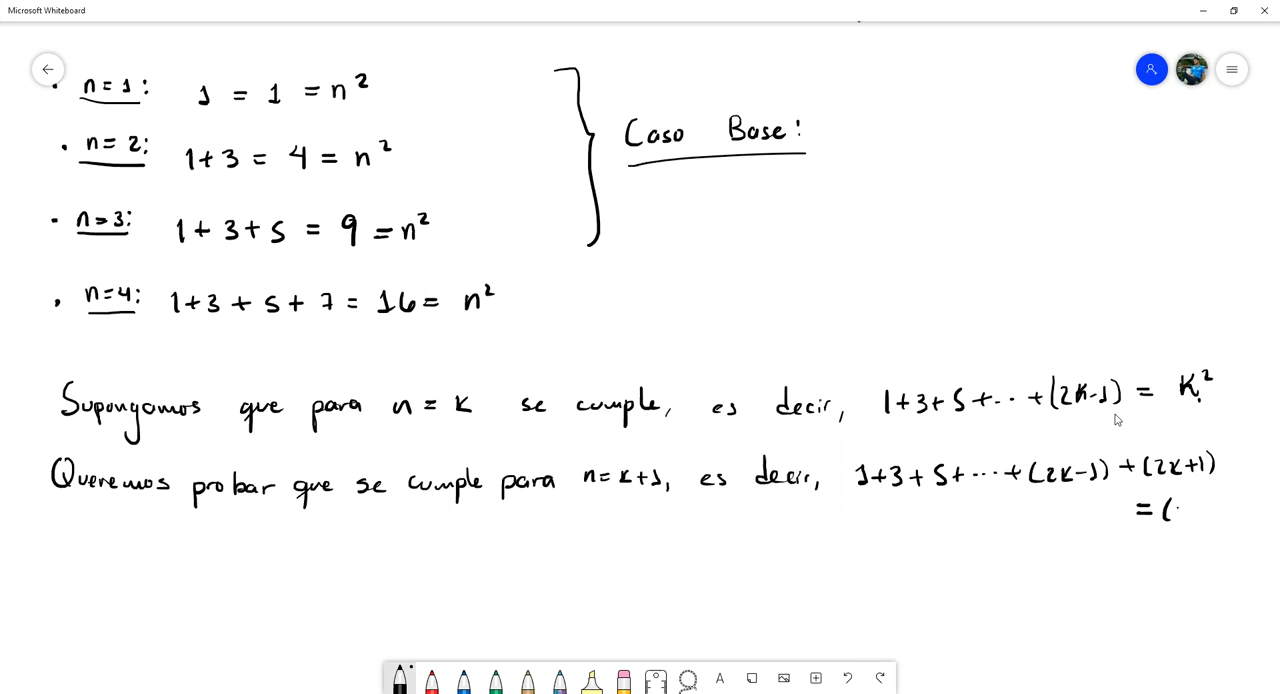 Microsoft Whiteboard
n=1: 1 = 1 = n²
Caso Base:
n=2: 1+3 = 4 = n²
n=3: 1+3+5 = 9 = n²
n=4: 1+3+5+7 = 16 = n²
Supongamos que para n=k se cumple, es decir, 1+3+5+...+(2k-1) = k².
Queremos probar que se cumple para n=k+1, es decir, 1+3+5+...+(2k-1)+(2k+1)
= (